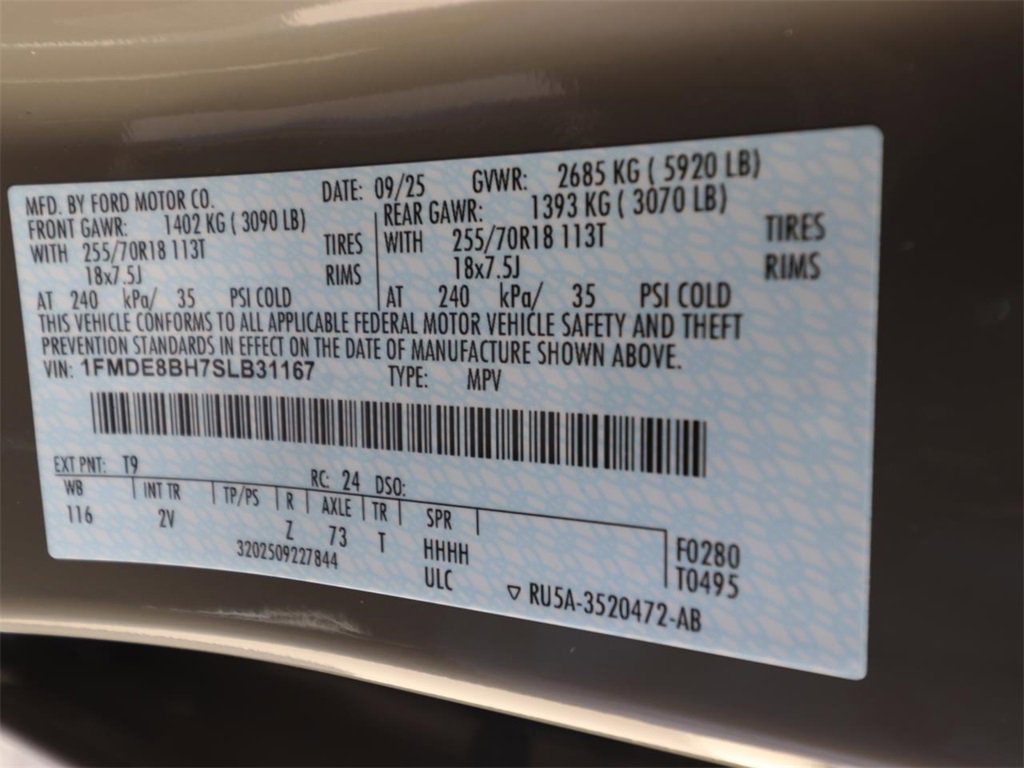 MFD. BY FORD MOTOR CO. DATE: 09/25 GVWR: 2685 KG ( 5920 LB)
FRONT GAWR: 1402 KG ( 3090 LB) REAR GAWR: 1393 KG ( 3070 LB)
WITH 255/70R18 113T TIRES WITH 255/70R18 113T TIRES
18x7.5J RIMS 18x7.5J RIMS
AT 240 kPa/ 35 PSI COLD AT 240 kPa/ 35 PSI COLD
THIS VEHICLE CONFORMS TO ALL APPLICABLE FEDERAL MOTOR VEHICLE SAFETY AND THEFT
PREVENTION STANDARDS IN EFFECT ON THE DATE OF MANUFACTURE SHOWN ABOVE.
VIN: 1FMDE8BH7SLB31167 TYPE: MPV
EXT PNT: T9 RC: 24 DSO:
WB INT TR TP/PS R AXLE TR SPR
116 2V Z 73 T HHHH F0280
3202509227844 ULC T0495
▽ RU5A-3520472-AB